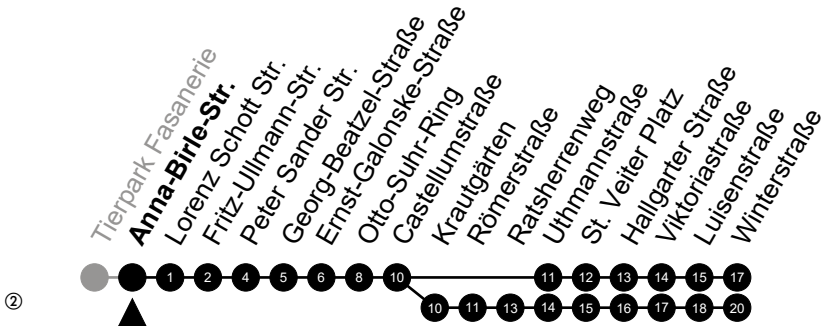 Tierpark Fasanerie
Anna-Birle-Str.
Lorenz Schott Str.
Fritz-Ullmann-Str.
Peter Sander Str.
Georg-Beatzel-Straße
Ernst-Galonske-Straße
Otto-Suhr-Ring
Castellumstraße
Krautgärten
Römerstraße
Ratsherrenweg
Uthmannstraße
St. Veiter Platz
Hallgarter Straße
Viktoriastraße
Luisenstraße
Winterstraße
1 2 4 5 6 8 10 11 12 13 14 15 17
② 10 11 13 14 15 16 17 18 20